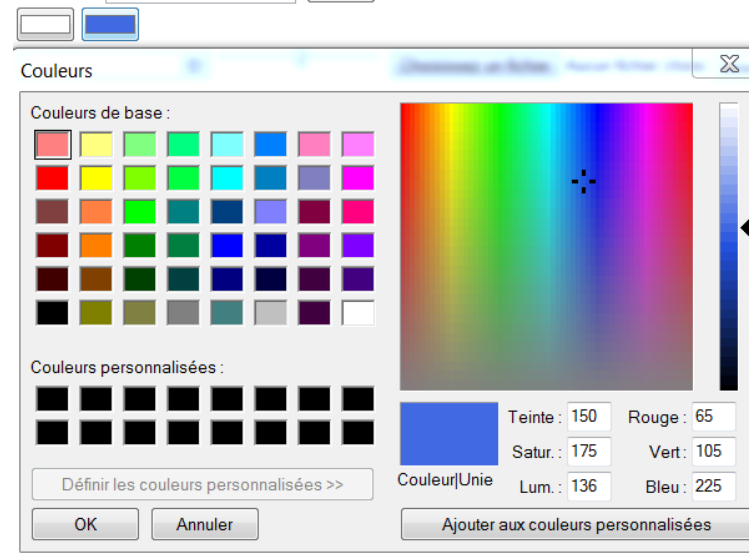 Couleurs
Couleurs de base :
Couleurs personnalisées :
Définir les couleurs personnalisées >>
OK Annuler
Couleur|Unie
Teinte : 150 Rouge : 65
Satur. : 175 Vert : 105
Lum. : 136 Bleu : 225
Ajouter aux couleurs personnalisées